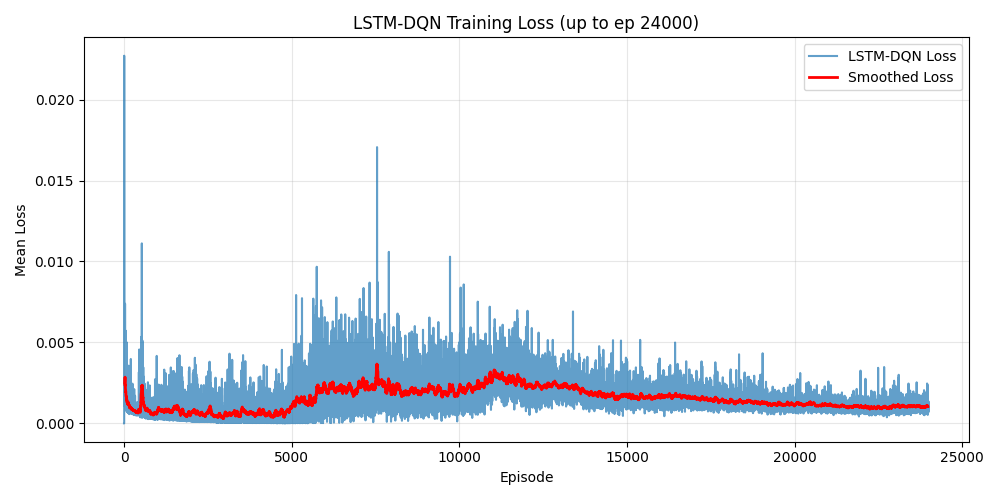 LSTM-DQN Training Loss (up to ep 24000)
LSTM-DQN Loss
Smoothed Loss
Mean Loss
0.020
0.015
0.010
0.005
0.000
0
5000
10000
15000
20000
25000
Episode